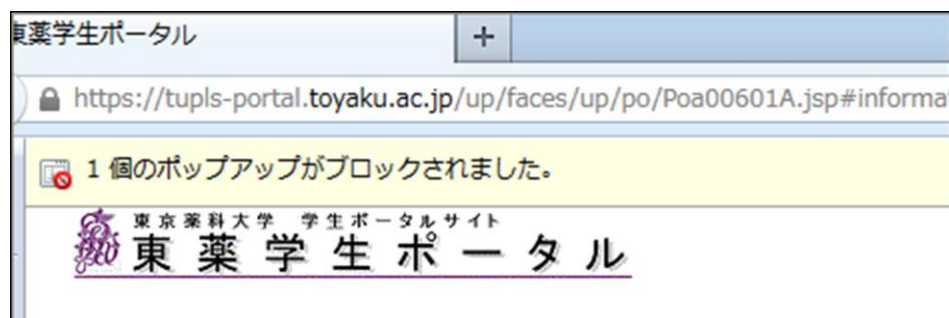 東薬学生ポータル
+
https://tupls-portal.toyaku.ac.jp/up/faces/up/po/Poa00601A.jsp#informa
1 個のポップアップがブロックされました。
東京薬科大学 学生ポータルサイト
東薬学生ポータル